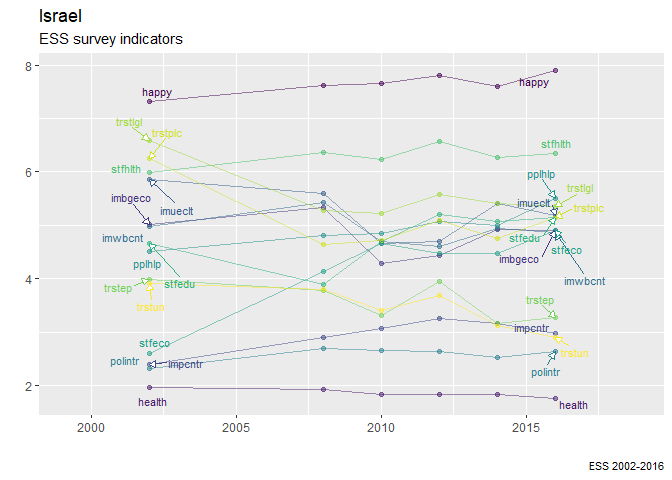 Israel
ESS survey indicators
8
6
4
2
happy
happy
trstlgl
trstplc
stfhlth
stfhlth
pplhlp
trstlgl
imbgeco
imueclt
imueclt
trstplc
imwbcnt
stfedu
stfeco
pplhlp
imbgeco
stfedu
imwbcnt
trstep
trstep
trstun
impcntr
stfeco
trstun
polintr
impcntr
polintr
health
health
2000
2005
2010
2015
ESS 2002-2016